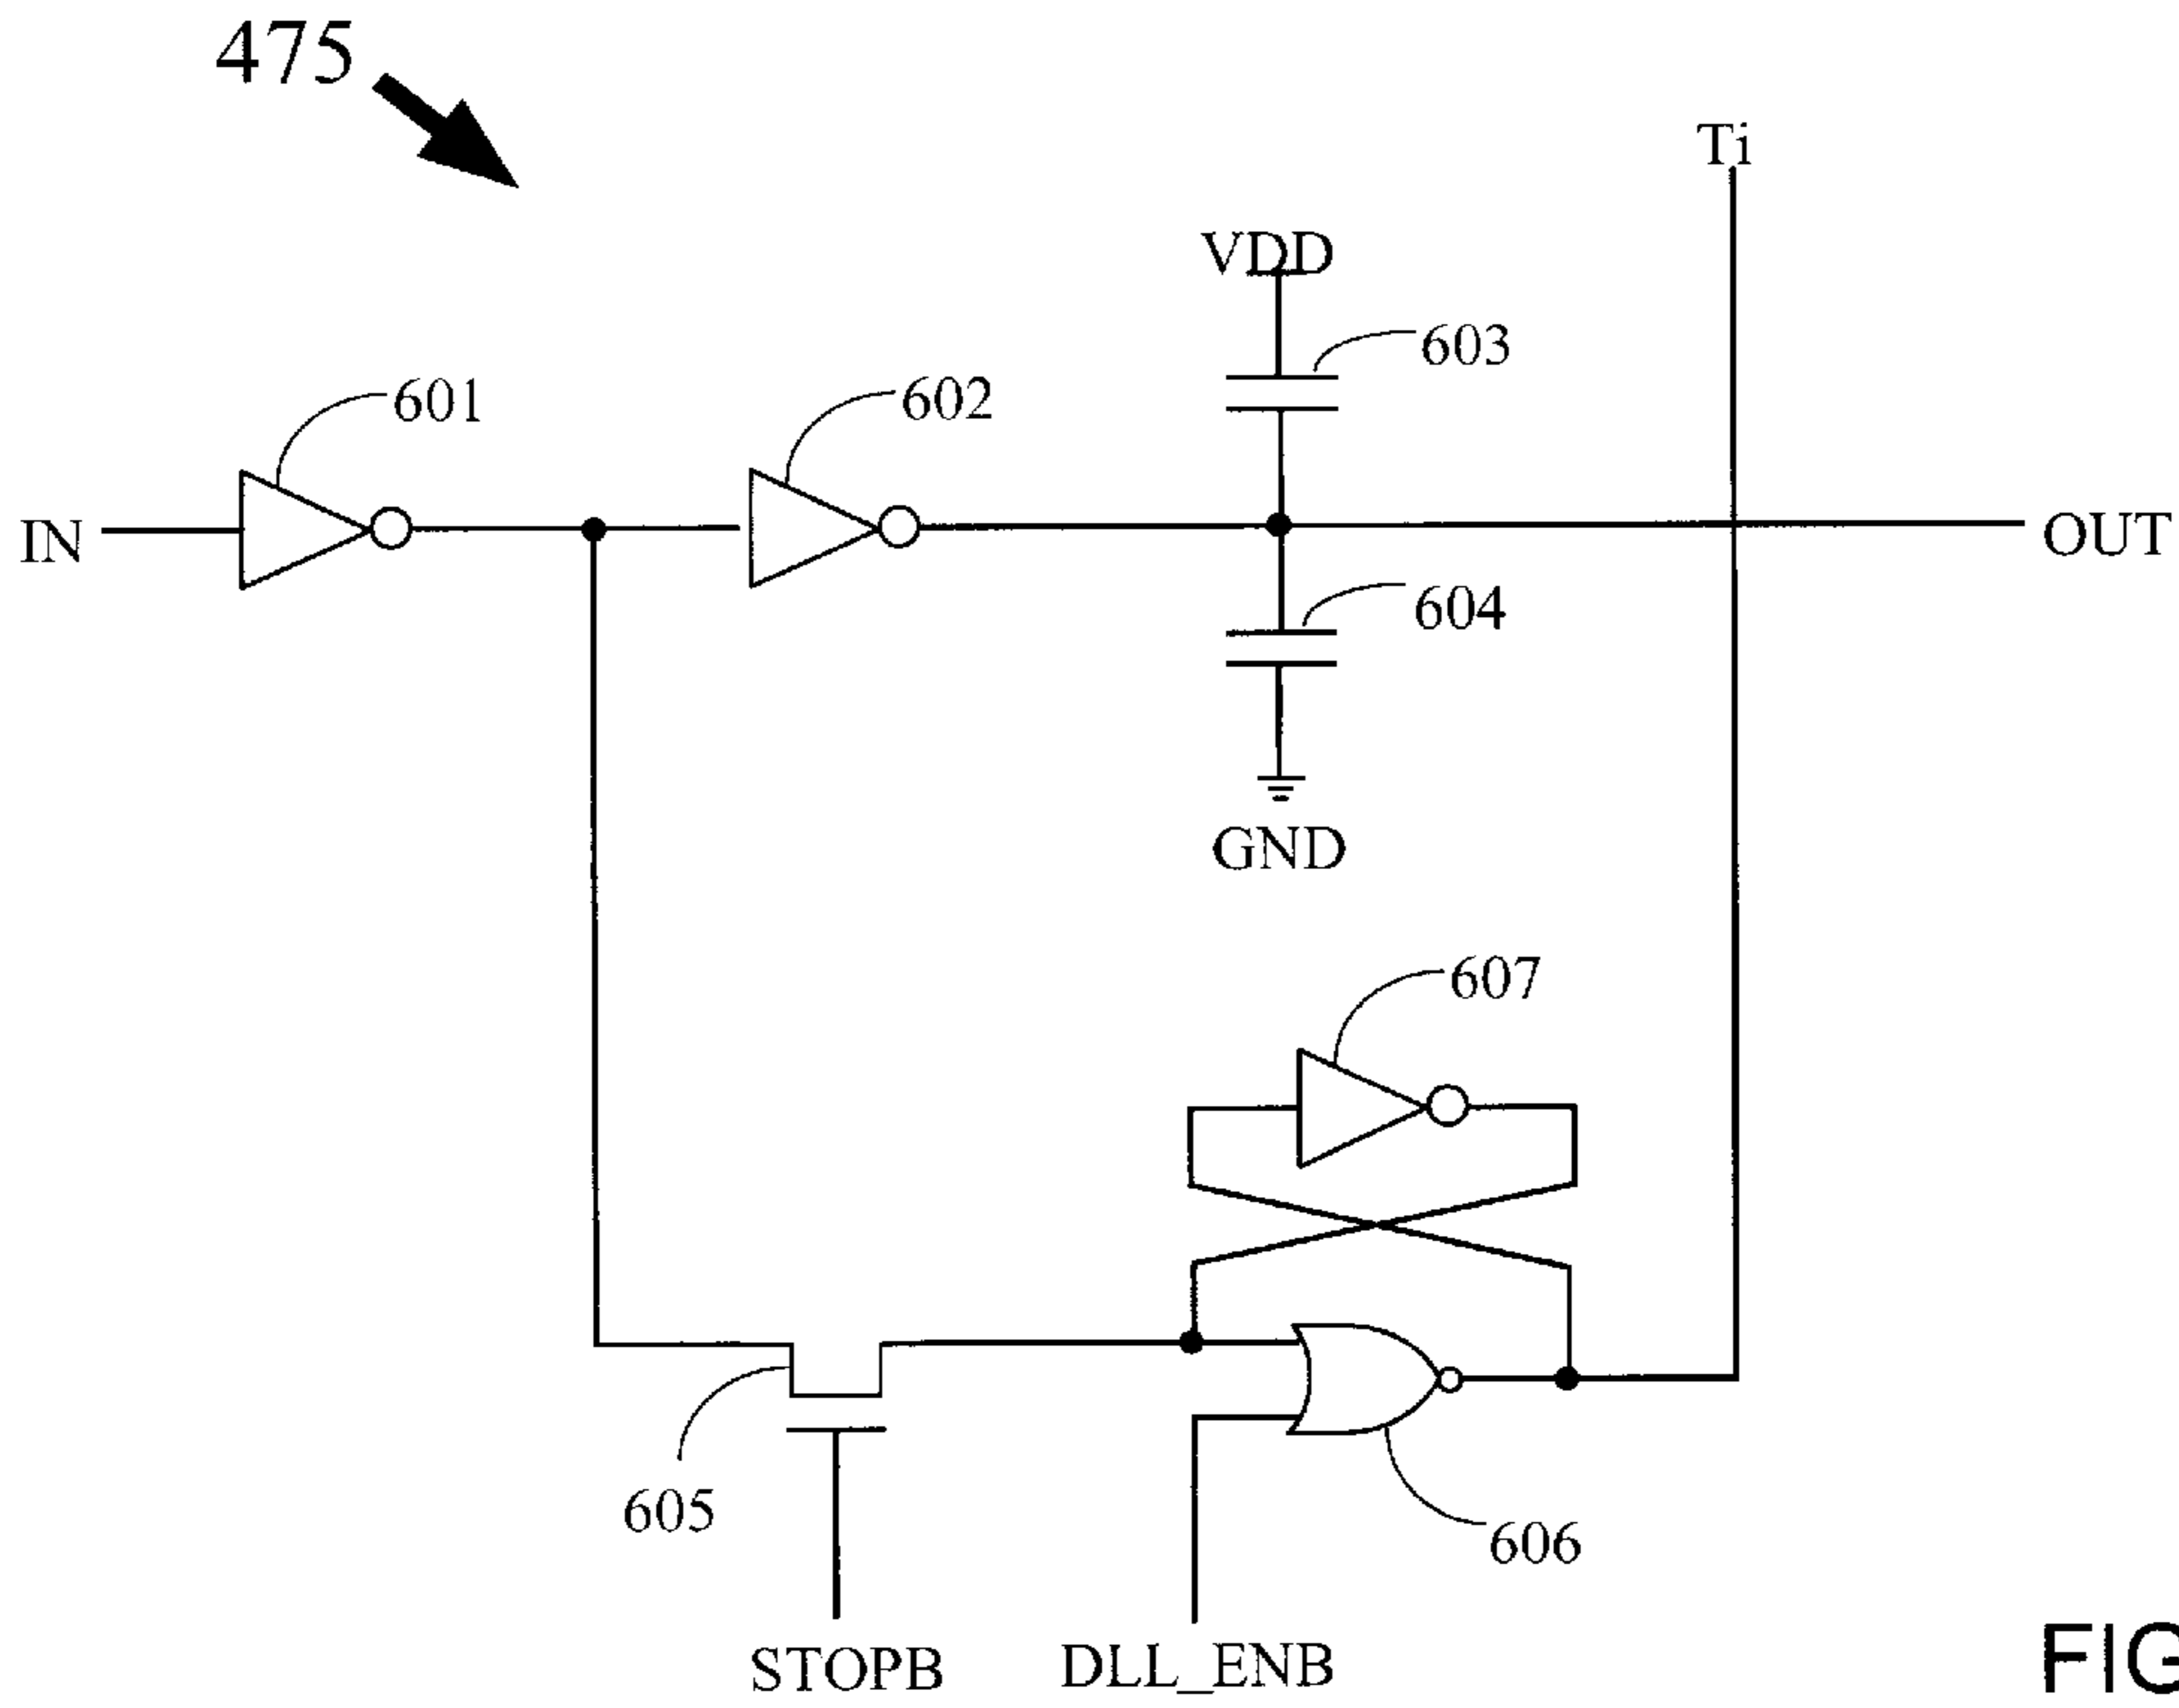 475
Ti
VDD
603
601
602
IN
OUT
604
GND
607
605
606
STOPB
DLL_ENB
FIG